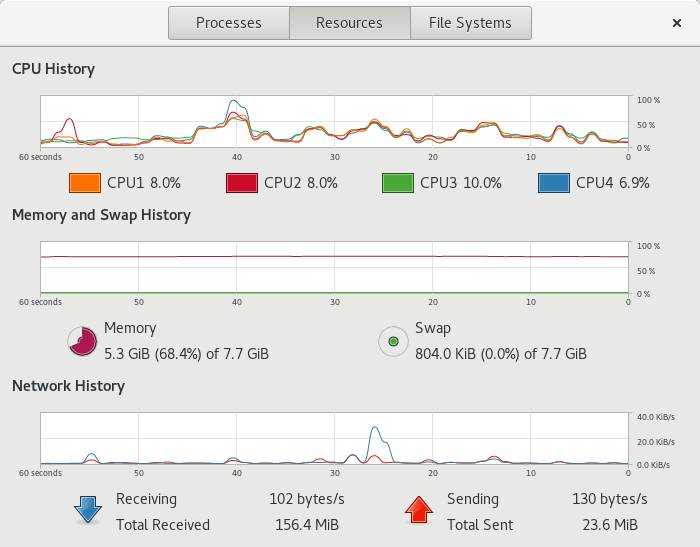 Processes Resources File Systems ×
CPU History
100 %
50 %
0 %
60 seconds 50 40 30 20 10 0
CPU1 8.0% CPU2 8.0% CPU3 10.0% CPU4 6.9%
Memory and Swap History
100 %
50 %
0 %
60 seconds 50 40 30 20 10 0
Memory Swap
5.3 GiB (68.4%) of 7.7 GiB 804.0 KiB (0.0%) of 7.7 GiB
Network History
40.0 KiB/s
20.0 KiB/s
0.0 KiB/s
60 seconds 50 40 30 20 10 0
Receiving 102 bytes/s Sending 130 bytes/s
Total Received 156.4 MiB Total Sent 23.6 MiB